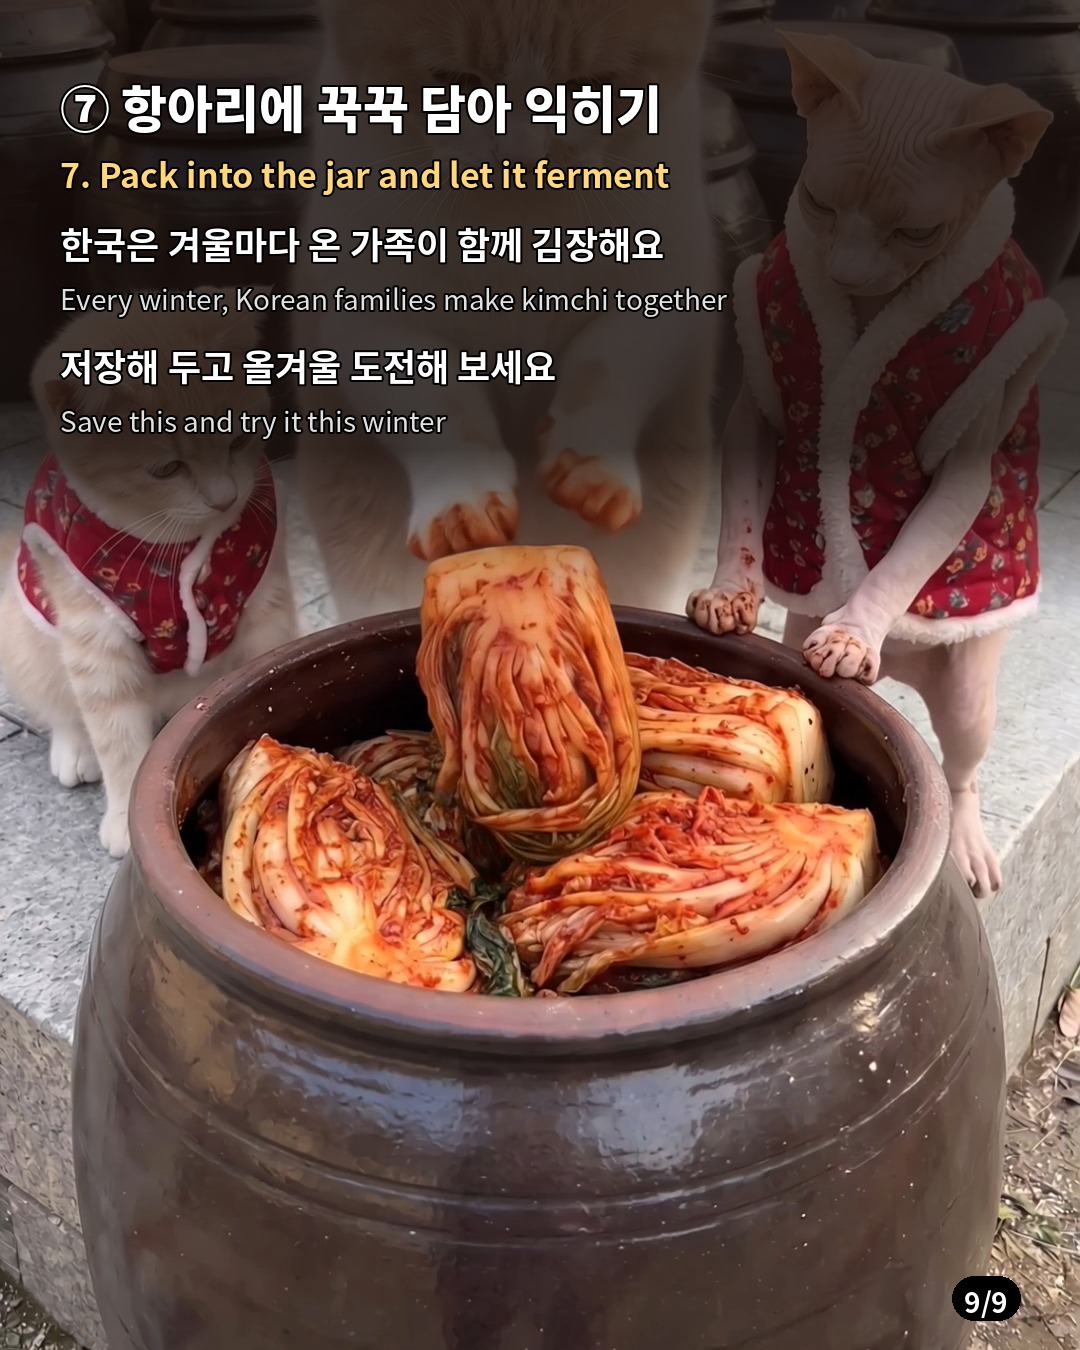 ⑦ 항아리에 꾹꾹 담아 익히기
7. Pack into the jar and let it ferment
한국은 겨울마다 온 가족이 함께 김장해요
Every winter, Korean families make kimchi together
저장해 두고 올겨울 도전해 보세요
Save this and try it this winter
9/9